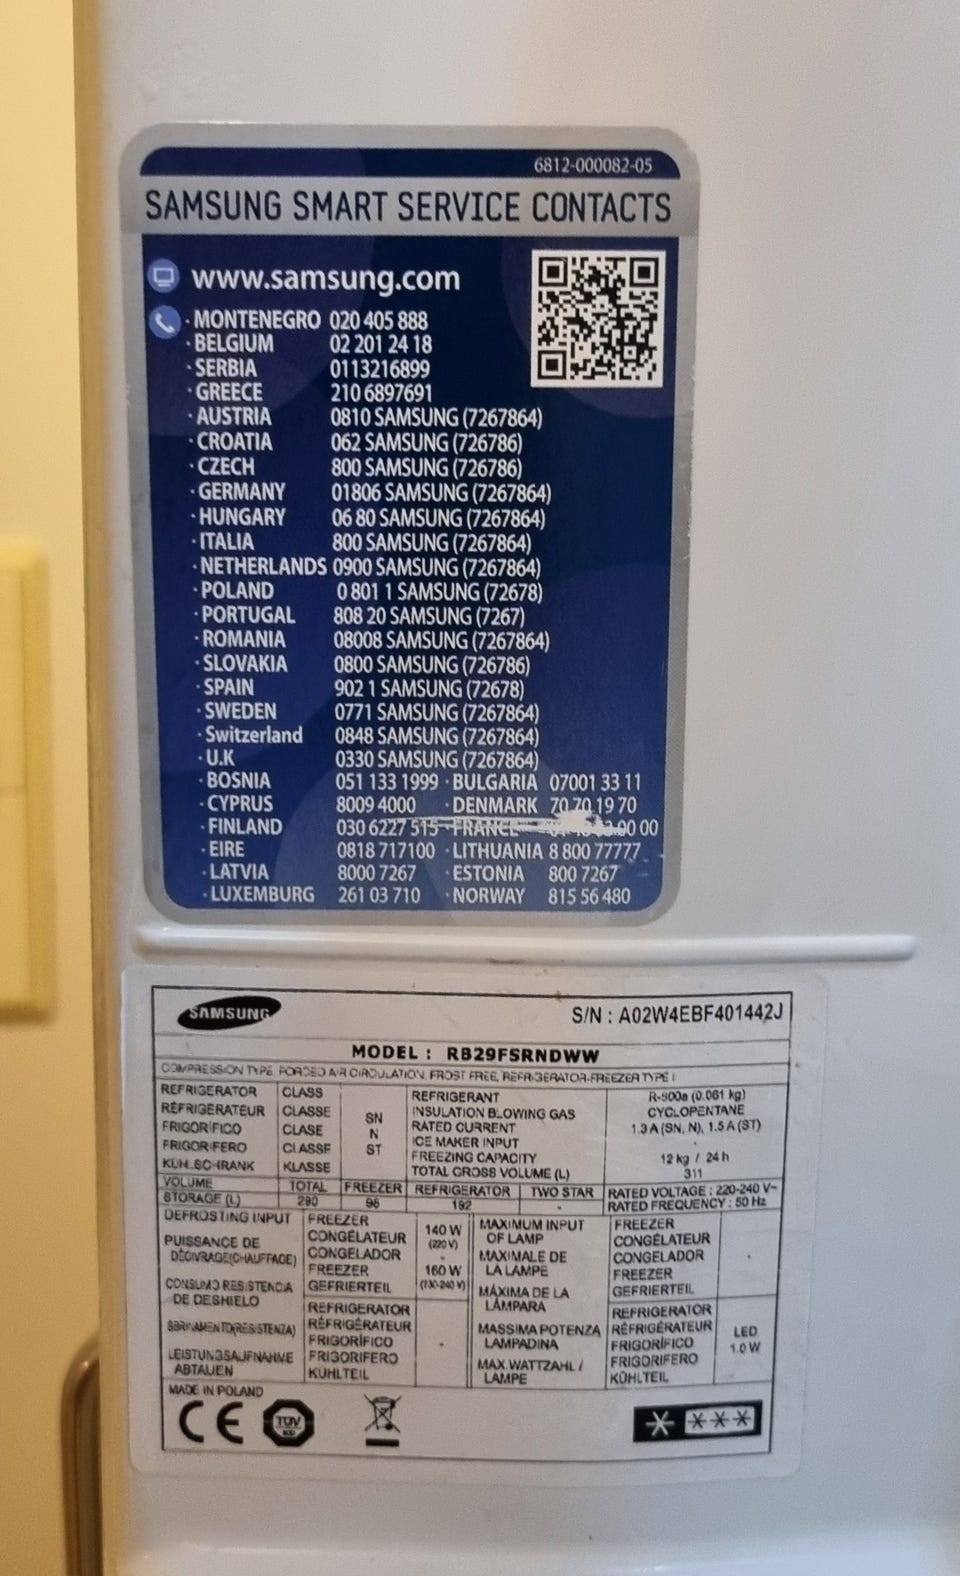 6812-000082-05
SAMSUNG SMART SERVICE CONTACTS
www.samsung.com
· MONTENEGRO 020 405 888
· BELGIUM 02 201 24 18
· SERBIA 0113216899
· GREECE 210 6897691
· AUSTRIA 0810 SAMSUNG (7267864)
· CROATIA 062 SAMSUNG (726786)
· CZECH 800 SAMSUNG (726786)
· GERMANY 01806 SAMSUNG (7267864)
· HUNGARY 06 80 SAMSUNG (7267864)
· ITALIA 800 SAMSUNG (7267864)
· NETHERLANDS 0900 SAMSUNG (7267864)
· POLAND 0 801 1 SAMSUNG (72678)
· PORTUGAL 808 20 SAMSUNG (7267)
· ROMANIA 08008 SAMSUNG (7267864)
· SLOVAKIA 0800 SAMSUNG (726786)
· SPAIN 902 1 SAMSUNG (72678)
· SWEDEN 0771 SAMSUNG (7267864)
· Switzerland 0848 SAMSUNG (7267864)
· U.K 0330 SAMSUNG (7267864)
· BOSNIA 051 133 1999 · BULGARIA 07001 33 11
· CYPRUS 8009 4000 · DENMARK 70 70 19 70
· FINLAND 030 6227 515 · FRANCE 00 00
· EIRE 0818 717100 · LITHUANIA 8 800 77777
· LATVIA 8000 7267 · ESTONIA 800 7267
· LUXEMBURG 261 03 710 · NORWAY 815 56 480
SAMSUNG S/N : A02W4EBF401442J
MODEL : RB29FSRNDWW
COMPRESSION TYPE, FORCED AIR CIRCULATION, FROST FREE, REFRIGERATOR-FREEZER TYPE I
REFRIGERATOR CLASS REFRIGERANT R-600a (0.061 kg)
RÉFRIGÉRATEUR CLASSE SN INSULATION BLOWING GAS CYCLOPENTANE
FRIGORÍFICO CLASE N RATED CURRENT 1.3 A (SN, N), 1.5 A (ST)
FRIGORIFERO CLASSE ST ICE MAKER INPUT -
KÜHLSCHRANK KLASSE FREEZING CAPACITY 12 kg / 24 h
TOTAL GROSS VOLUME (L) 311
VOLUME TOTAL FREEZER REFRIGERATOR TWO STAR RATED VOLTAGE : 220-240 V~
STORAGE (L) 290 98 192 - RATED FREQUENCY : 50 Hz
DEFROSTING INPUT FREEZER 140 W MAXIMUM INPUT FREEZER
PUISSANCE DE CONGÉLATEUR (220 V) OF LAMP CONGÉLATEUR
DÉGIVRAGE(CHAUFFAGE) CONGELADOR - MAXIMALE DE CONGELADOR -
FREEZER 160 W LA LAMPE FREEZER
CONSUMO RESISTENCIA GEFRIERTEIL (230-240 V) MÁXIMA DE LA GEFRIERTEIL
DE DESHIELO REFRIGERATOR LÁMPARA REFRIGERATOR
SBRINAMENTO(RESISTENZA) RÉFRIGÉRATEUR MASSIMA POTENZA RÉFRIGÉRATEUR LED
FRIGORÍFICO - LAMPADINA FRIGORÍFICO 1.0 W
LEISTUNGSAUFNAHME FRIGORIFERO MAX.WATTZAHL / FRIGORIFERO
ABTAUEN KÜHLTEIL LAMPE KÜHLTEIL
MADE IN POLAND
CE TÜV